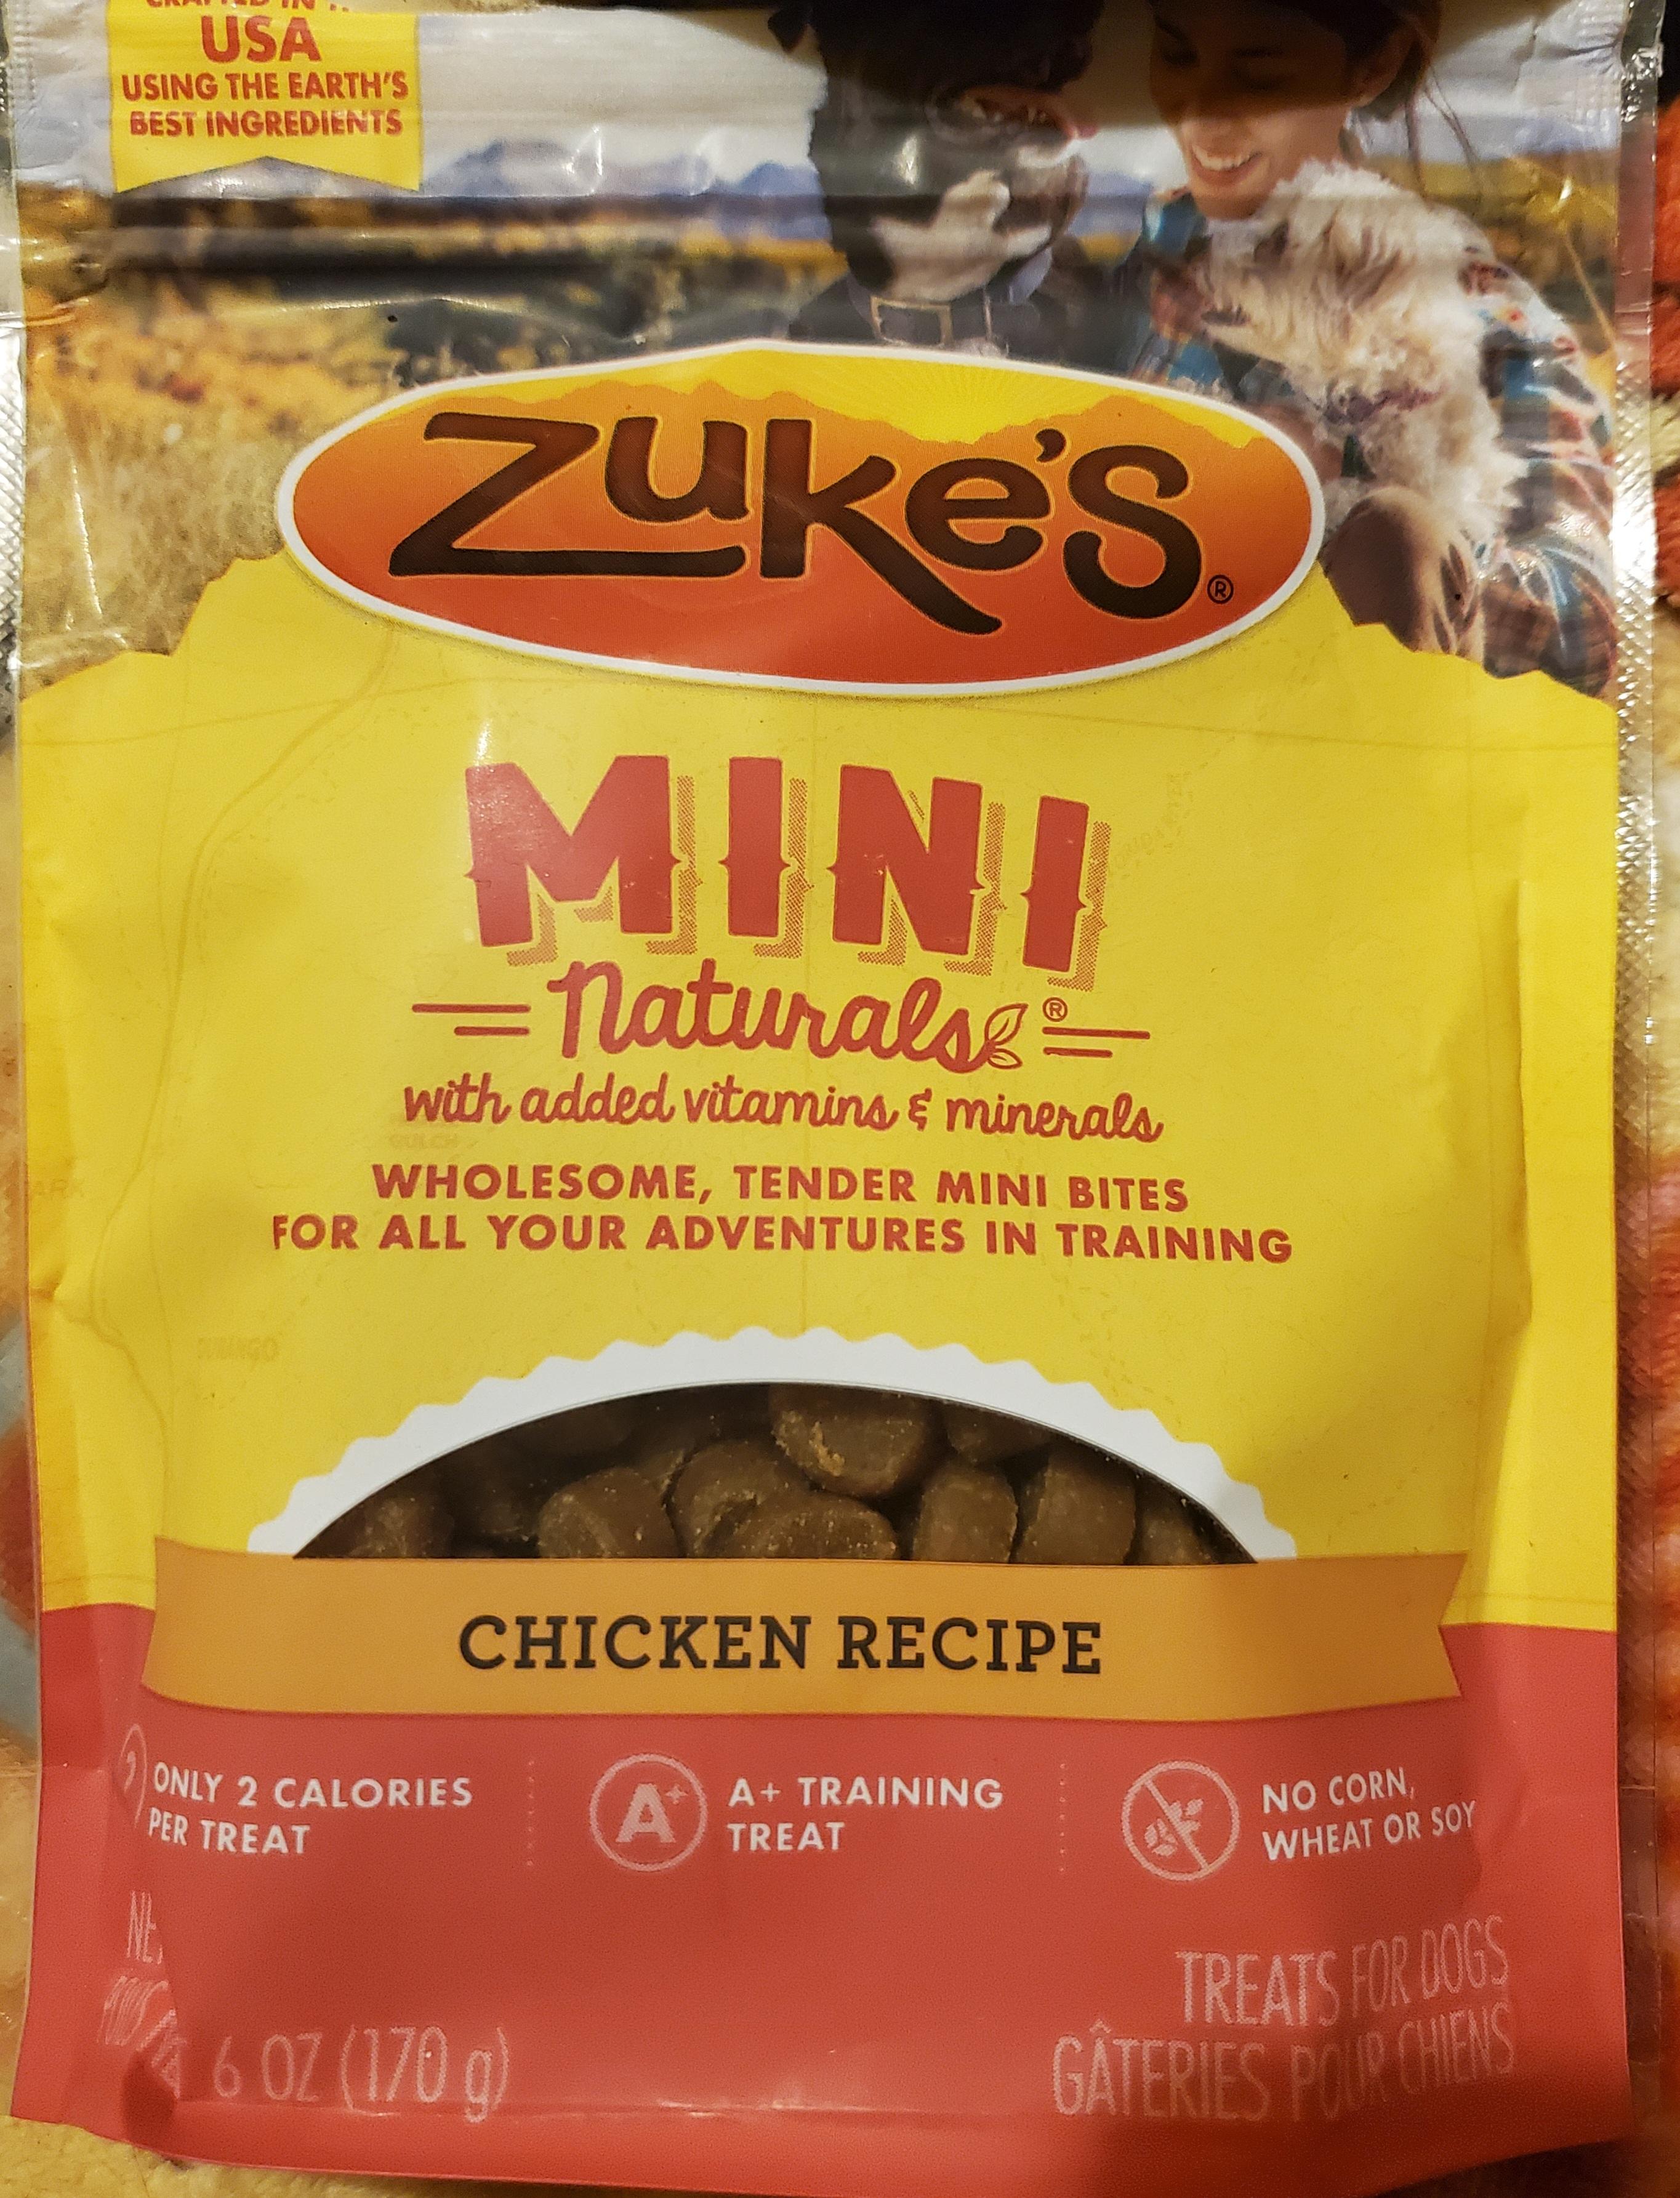 CRAFTED IN
USA
USING THE EARTH'S
BEST INGREDIENTS
Zuke's®
MINI
Naturals®
with added vitamins & minerals
WHOLESOME, TENDER MINI BITES
FOR ALL YOUR ADVENTURES IN TRAINING
CHICKEN RECIPE
ONLY 2 CALORIES
PER TREAT
A+
A+ TRAINING
TREAT
NO CORN,
WHEAT OR SOY
6 OZ (170 g)
TREATS FOR DOGS
GÂTERIES POUR CHIENS